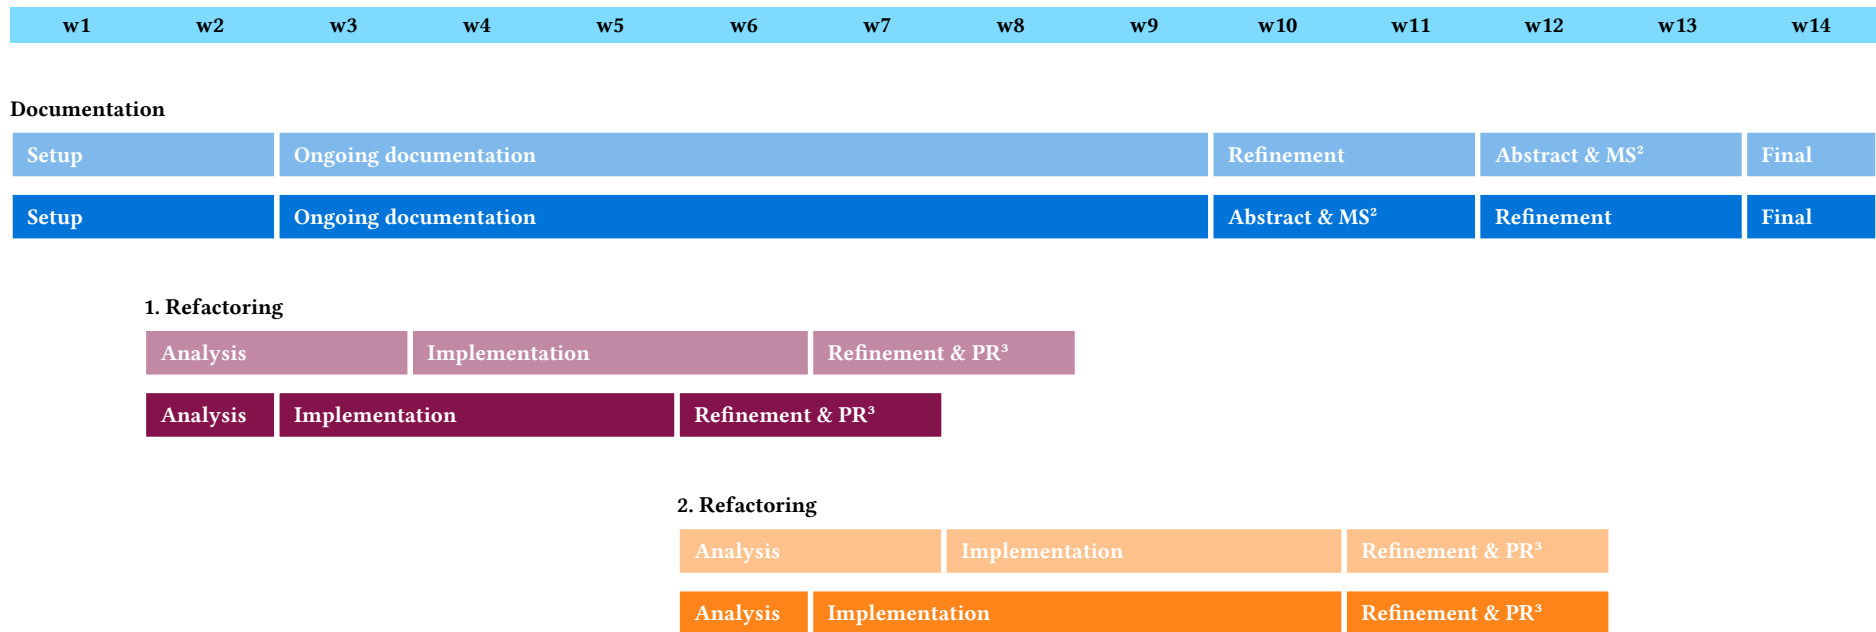 w1 w2 w3 w4 w5 w6 w7 w8 w9 w10 w11 w12 w13 w14
Documentation
Setup Ongoing documentation Refinement Abstract & MS² Final
Setup Ongoing documentation Abstract & MS² Refinement Final
1. Refactoring
Analysis Implementation Refinement & PR³
Analysis Implementation Refinement & PR³
2. Refactoring
Analysis Implementation Refinement & PR³
Analysis Implementation Refinement & PR³